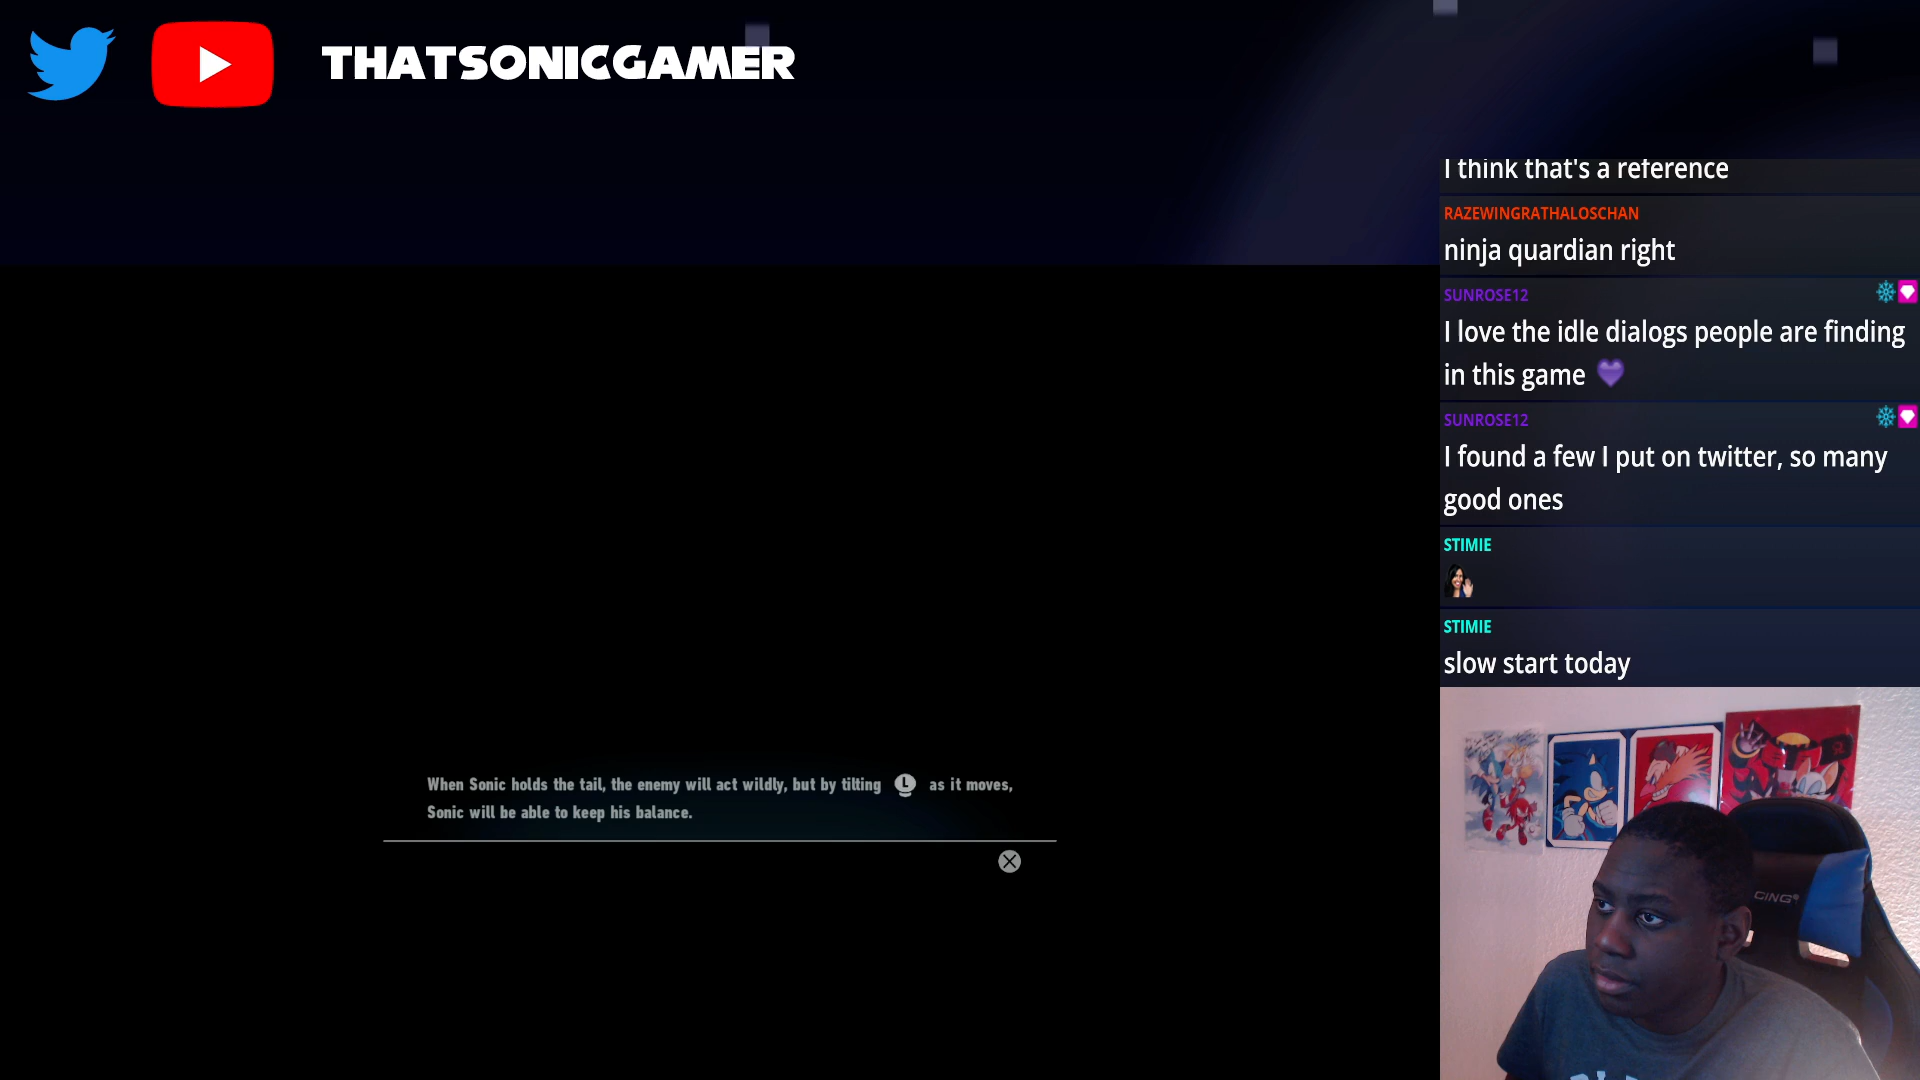 THATSONICGAMER
I think that's a reference
RAZEWINGRATHALOSCHAN
ninja quardian right
SUNROSE12
I love the idle dialogs people are finding
in this game
SUNROSE12
I found a few I put on twitter, so many
good ones
STIMIE
STIMIE
slow start today
When Sonic holds the tail, the enemy will act wildly, but by tilting L as it moves,
Sonic will be able to keep his balance.
GING